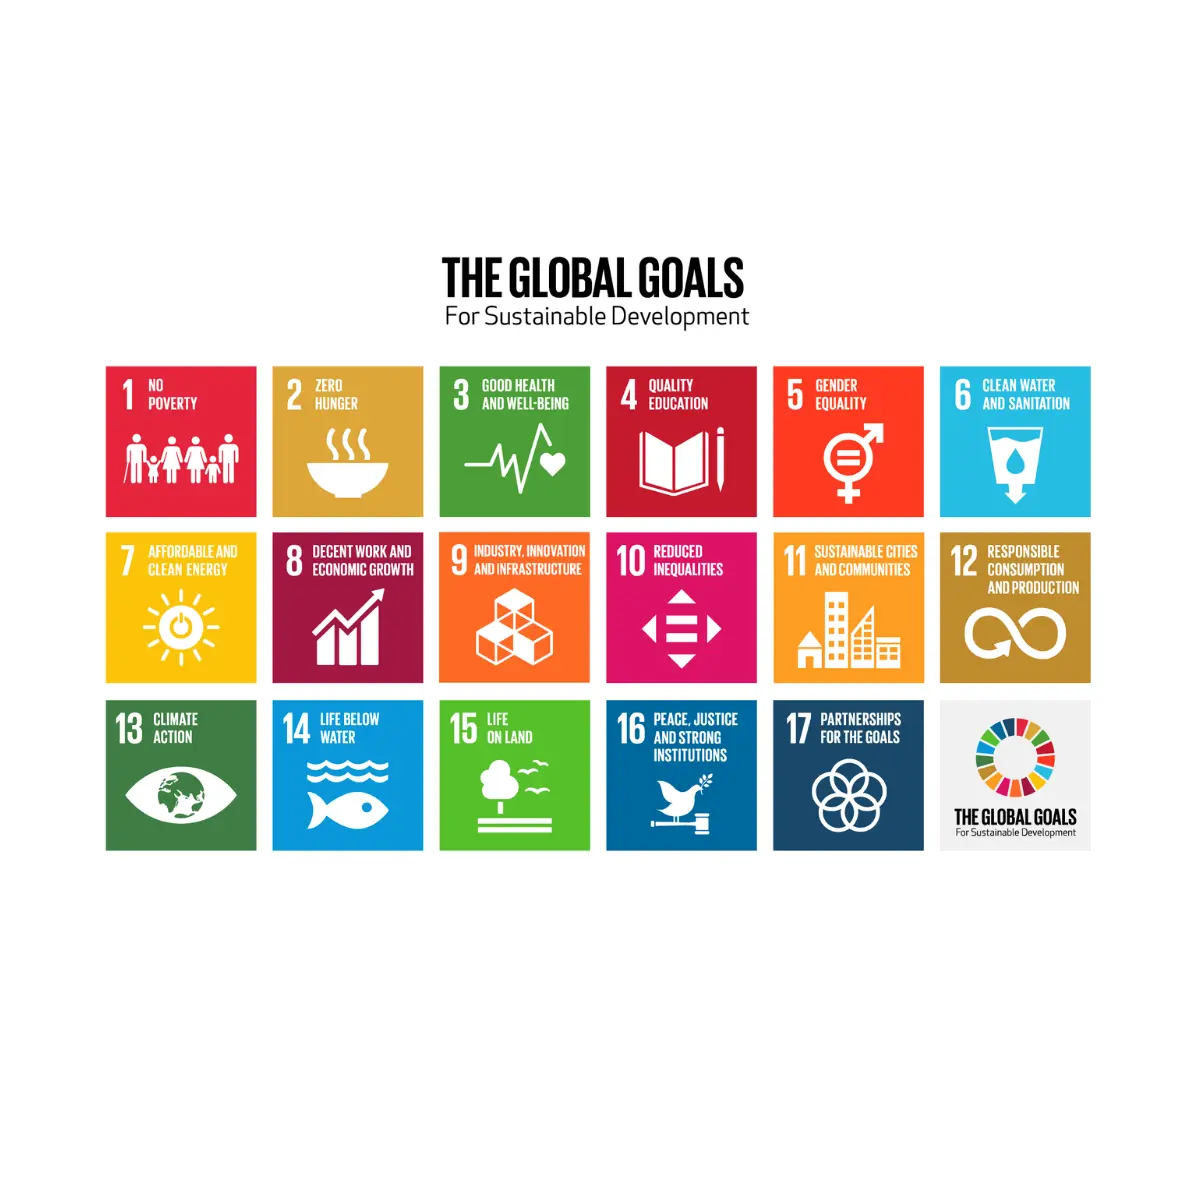 THE GLOBAL GOALS
For Sustainable Development
1 NO
POVERTY
2 ZERO
HUNGER
3 GOOD HEALTH
AND WELL-BEING
4 QUALITY
EDUCATION
5 GENDER
EQUALITY
6 CLEAN WATER
AND SANITATION
7 AFFORDABLE AND
CLEAN ENERGY
8 DECENT WORK AND
ECONOMIC GROWTH
9 INDUSTRY, INNOVATION
AND INFRASTRUCTURE
10 REDUCED
INEQUALITIES
11 SUSTAINABLE CITIES
AND COMMUNITIES
12 RESPONSIBLE
CONSUMPTION
AND PRODUCTION
13 CLIMATE
ACTION
14 LIFE BELOW
WATER
15 LIFE
ON LAND
16 PEACE, JUSTICE
AND STRONG
INSTITUTIONS
17 PARTNERSHIPS
FOR THE GOALS
THE GLOBAL GOALS
For Sustainable Development